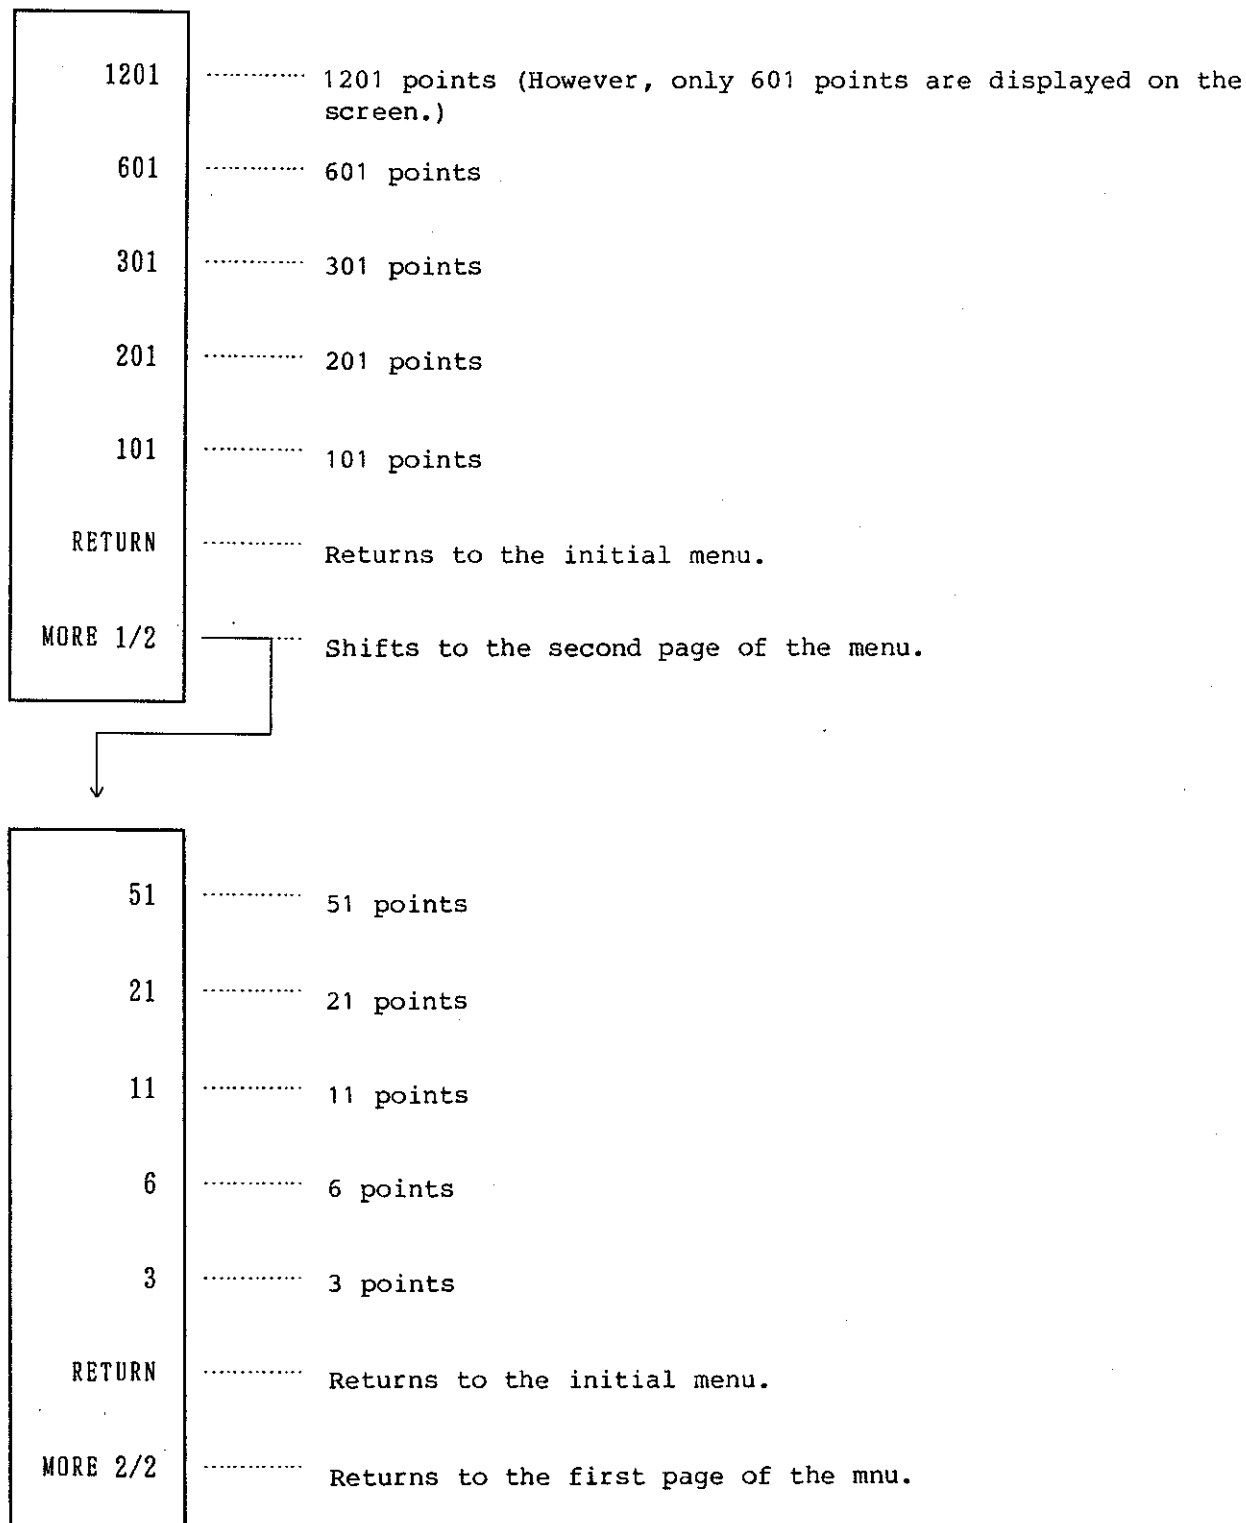 1201 ············ 1201 points (However, only 601 points are displayed on the
screen.)
601 ············ 601 points
301 ············ 301 points
201 ············ 201 points
101 ············ 101 points
RETURN ············ Returns to the initial menu.
MORE 1/2 ···· Shifts to the second page of the menu.
51 ············ 51 points
21 ············ 21 points
11 ············ 11 points
6 ············ 6 points
3 ············ 3 points
RETURN ············ Returns to the initial menu.
MORE 2/2 ············ Returns to the first page of the mnu.